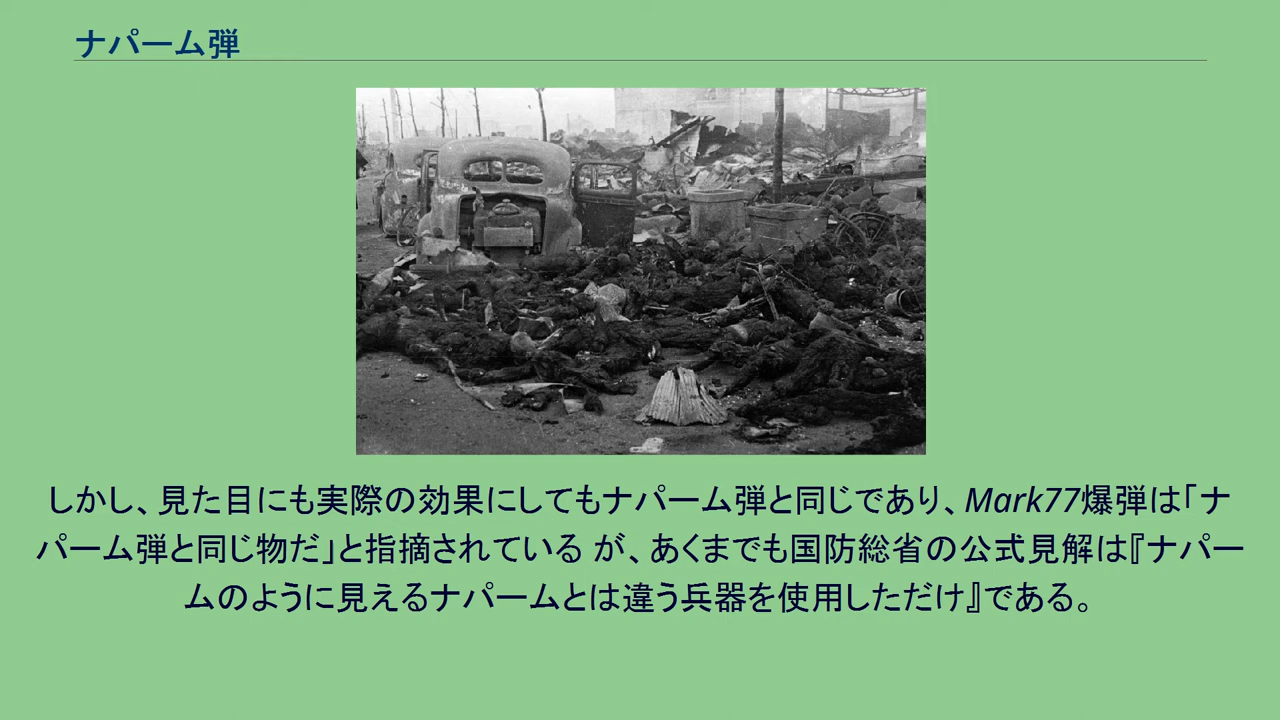 ナパーム弾
しかし、見た目にも実際の効果にしてもナパーム弾と同じであり、Mark77爆弾は「ナ
パーム弾と同じ物だ」と指摘されている が、あくまでも国防総省の公式見解は『ナパー
ムのように見えるナパームとは違う兵器を使用しただけ』である。